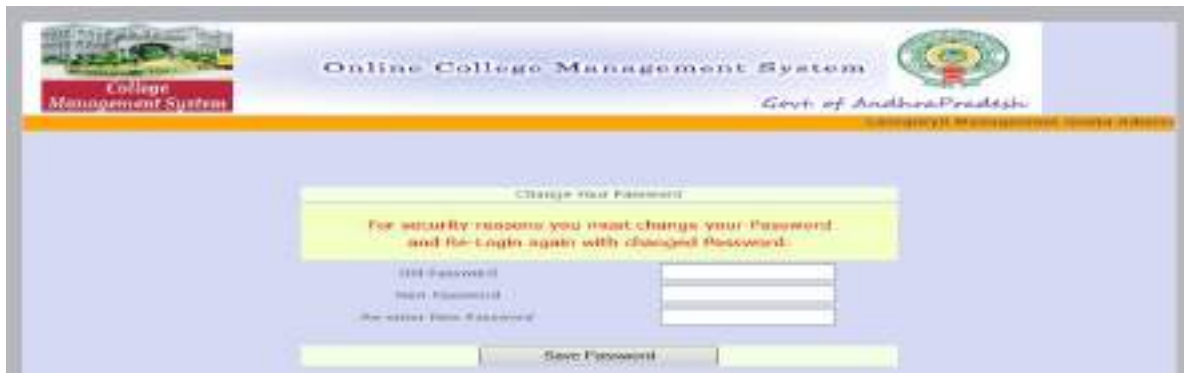 Online College Management System
College
Management System
Govt of AndhraPradesh
Change Your Password
For security reasons you must change your Password
and Re-Login again with changed Password.
Old Password
New Password
Re-enter New Password
Save Password